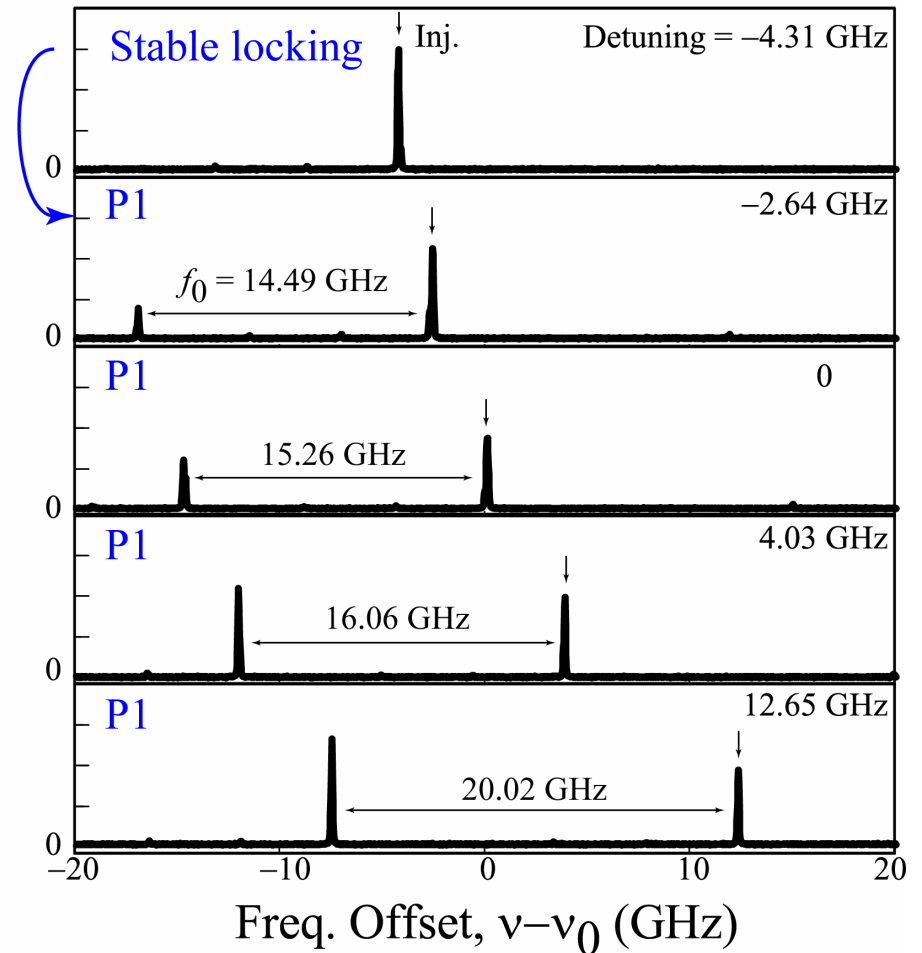 Stable locking
Inj.
Detuning = −4.31 GHz
0
P1
−2.64 GHz
f0 = 14.49 GHz
0
P1
0
15.26 GHz
0
P1
4.03 GHz
16.06 GHz
0
P1
12.65 GHz
20.02 GHz
0
−20
−10
0
10
20
Freq. Offset, ν−ν0 (GHz)